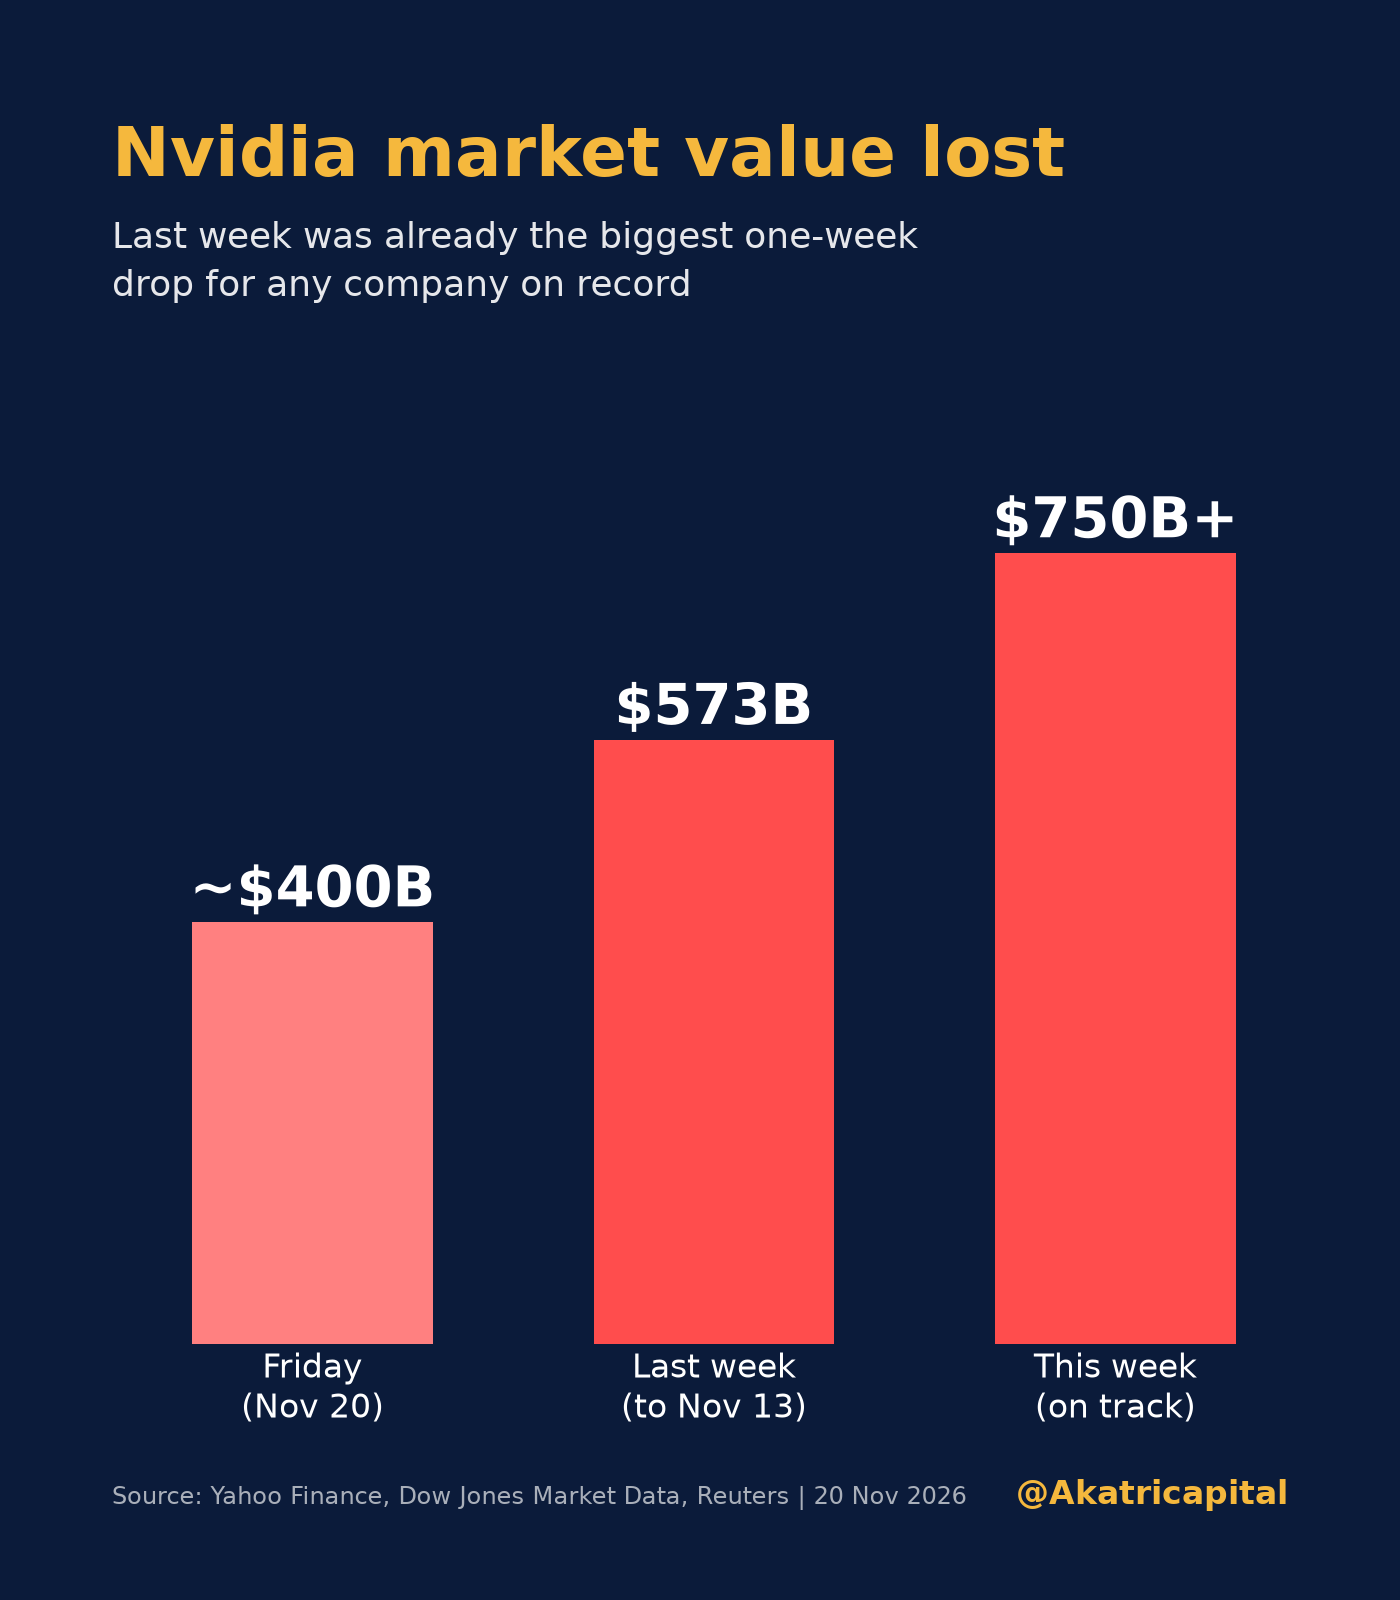 Nvidia market value lost
Last week was already the biggest one-week
drop for any company on record
$750B+
$573B
~$400B
Friday
(Nov 20)
Last week
(to Nov 13)
This week
(on track)
Source: Yahoo Finance, Dow Jones Market Data, Reuters | 20 Nov 2026
@Akatricapital